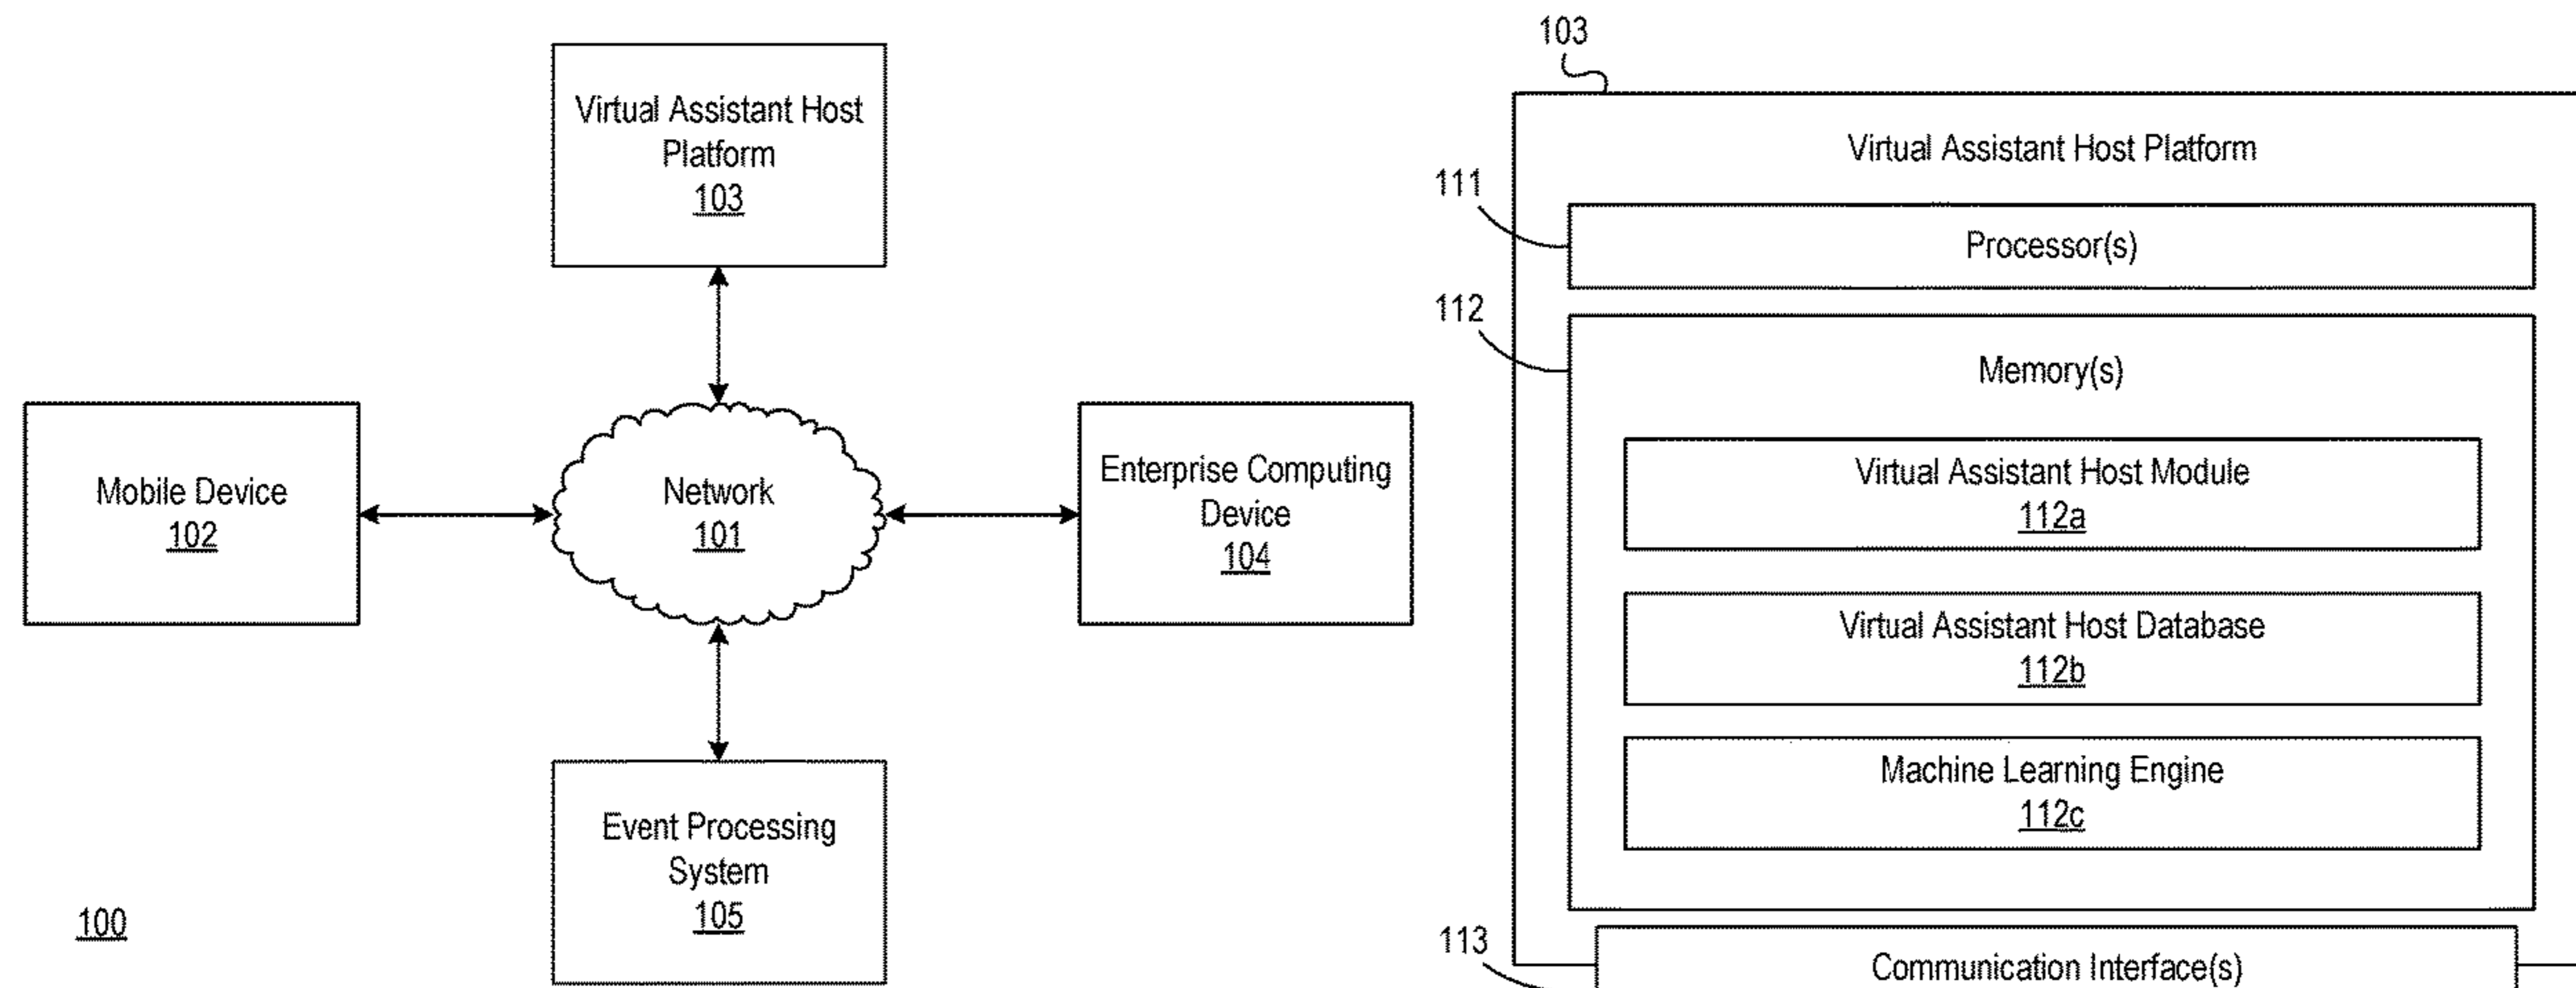 Virtual Assistant Host
Platform
103
Mobile Device
102
Network
101
Enterprise Computing
Device
104
Event Processing
System
105
100
103
Virtual Assistant Host Platform
111
Processor(s)
112
Memory(s)
Virtual Assistant Host Module
112a
Virtual Assistant Host Database
112b
Machine Learning Engine
112c
113
Communication Interface(s)